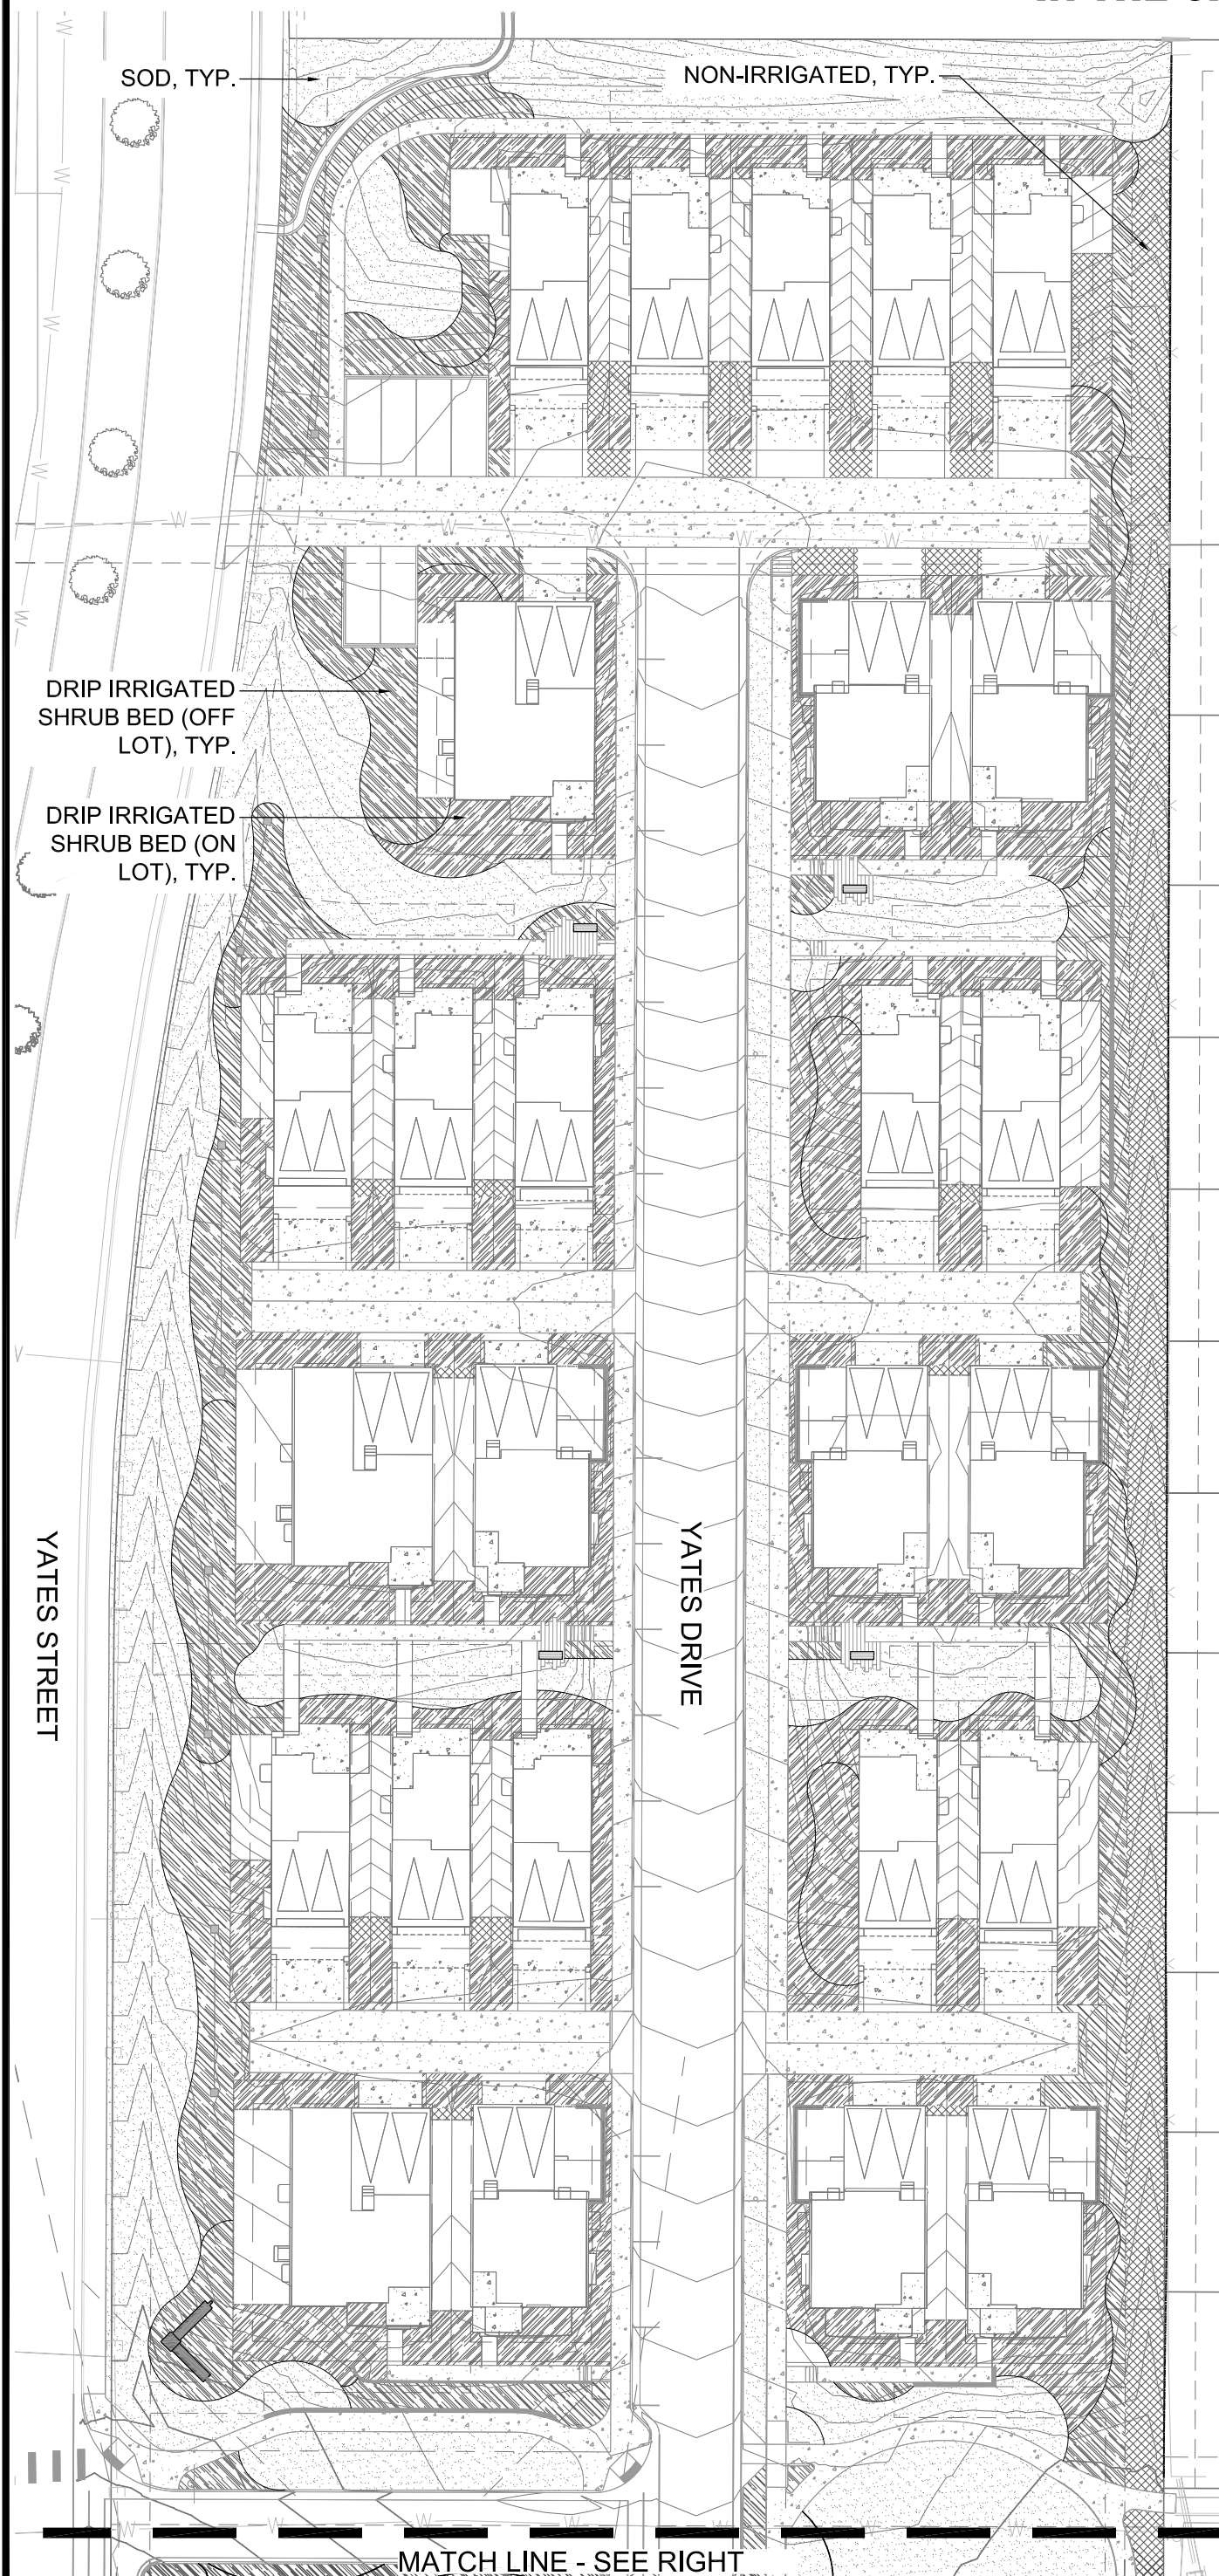 SOD, TYP.
NON-IRRIGATED, TYP.
DRIP IRRIGATED
SHRUB BED (OFF
LOT), TYP.
DRIP IRRIGATED
SHRUB BED (ON
LOT), TYP.
YATES STREET
YATES DRIVE
MATCH LINE - SEE RIGHT